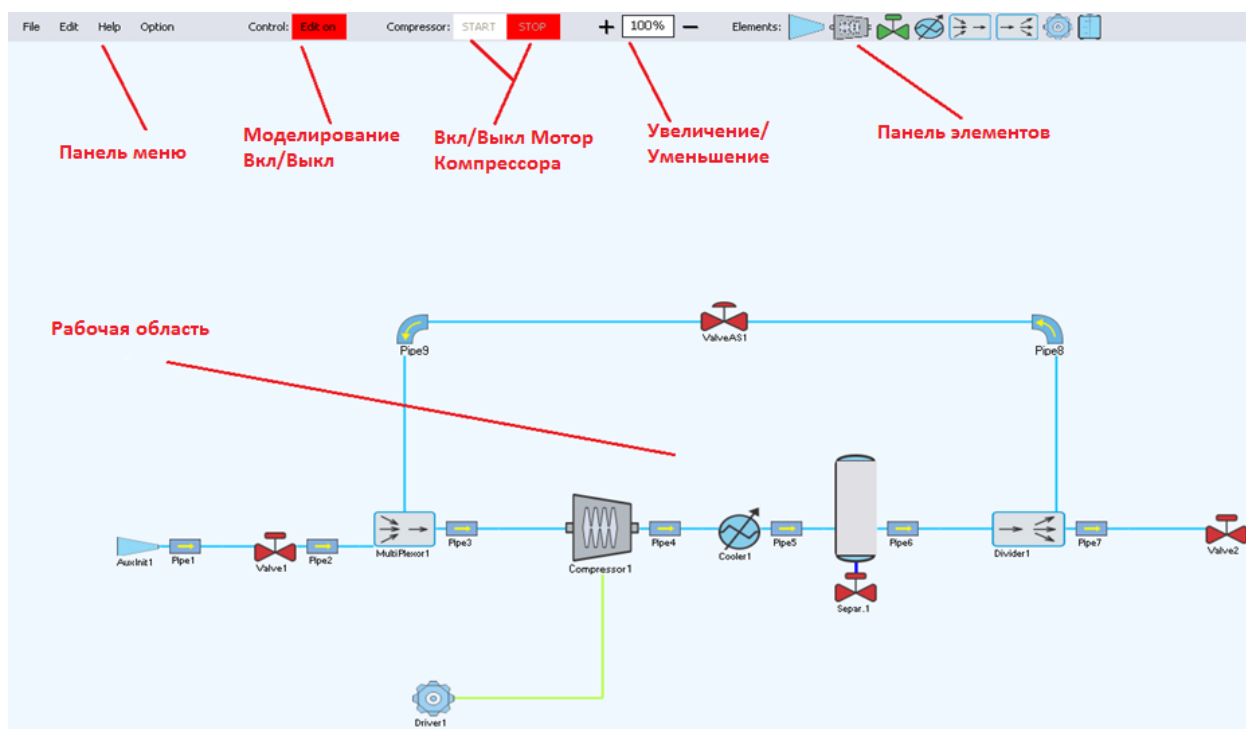 File Edit Help Option Control: Edit on Compressor: START STOP + 100% − Elements:
Панель меню
Моделирование
Вкл/Выкл
Вкл/Выкл Мотор
Компрессора
Увеличение/
Уменьшение
Панель элементов
Рабочая область
Pipe9
ValveAS1
Pipe8
AuxInit1
Pipe1
Valve1
Pipe2
MultiPlexor1
Pipe3
Compressor1
Pipe4
Cooler1
Pipe5
Separ.1
Pipe6
Divider1
Pipe7
Valve2
Driver1